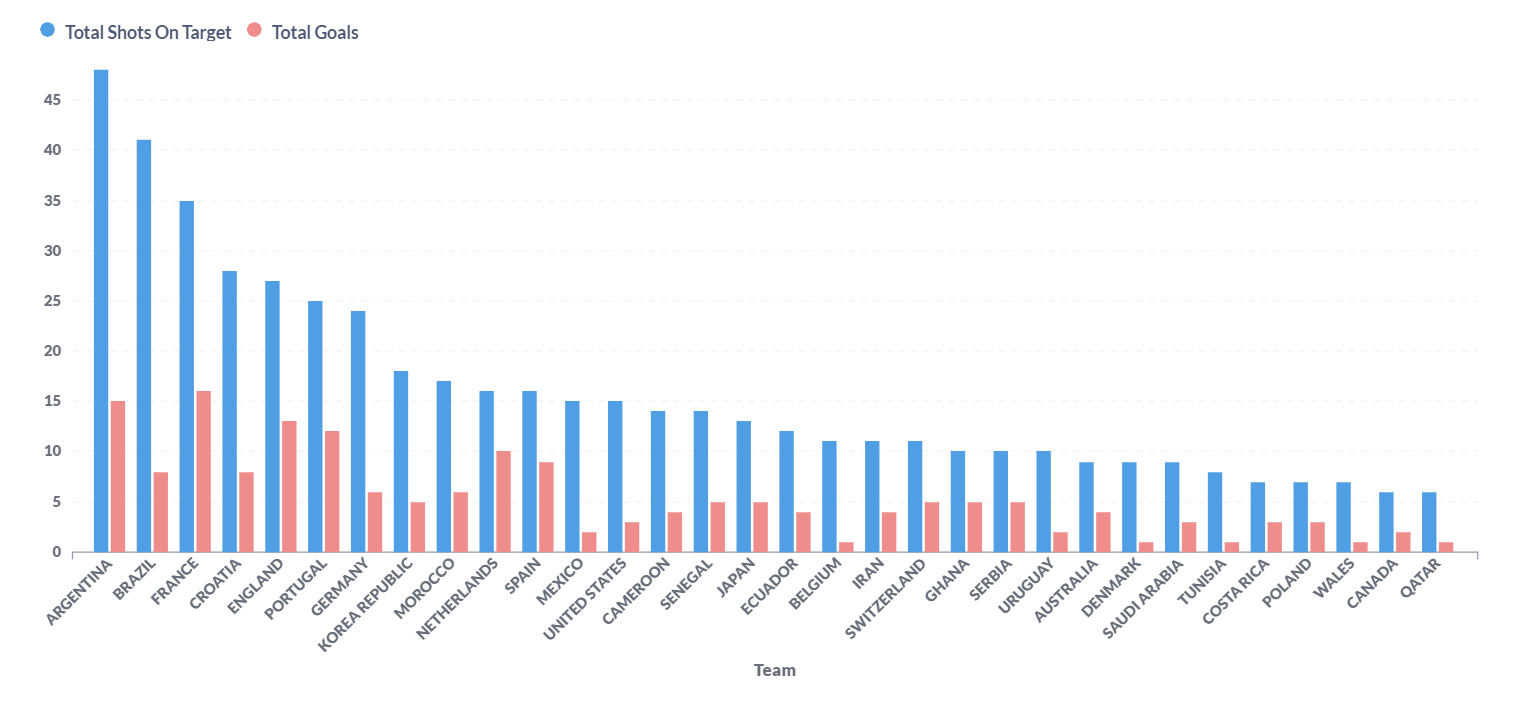 Total Shots On Target Total Goals
45
40
35
30
25
20
15
10
5
0
ARGENTINA
BRAZIL
FRANCE
CROATIA
ENGLAND
PORTUGAL
GERMANY
KOREA REPUBLIC
MOROCCO
NETHERLANDS
SPAIN
MEXICO
UNITED STATES
CAMEROON
SENEGAL
JAPAN
ECUADOR
BELGIUM
IRAN
SWITZERLAND
GHANA
SERBIA
URUGUAY
AUSTRALIA
DENMARK
SAUDI ARABIA
TUNISIA
COSTA RICA
POLAND
WALES
CANADA
QATAR
Team